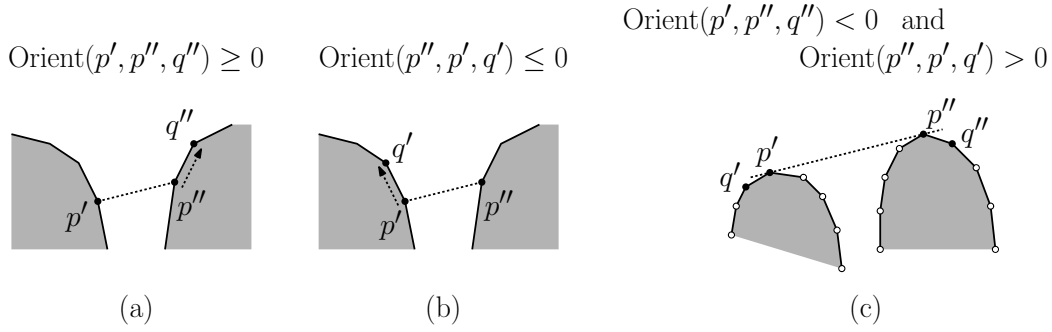 Orient(p′, p″, q″) < 0 and
Orient(p′, p″, q″) ≥ 0
Orient(p″, p′, q′) ≤ 0
Orient(p″, p′, q′) > 0
q″
p′
p″
q′
p′
p″
p″
q″
p′
q′
(a)
(b)
(c)